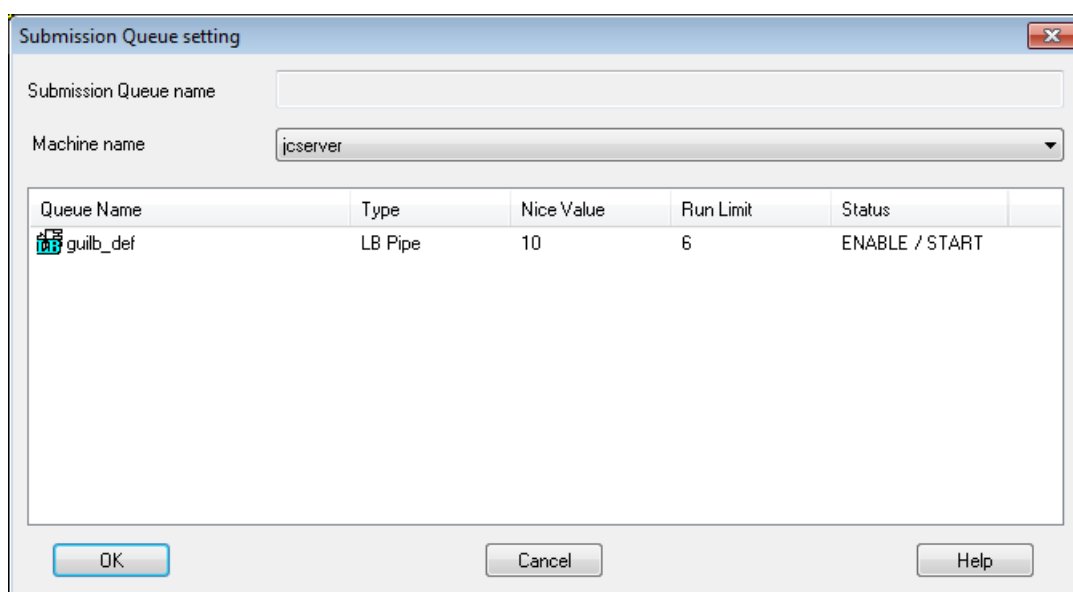 Submission Queue setting
Submission Queue name
Machine name jcserver
Queue Name Type Nice Value Run Limit Status
guilb_def LB Pipe 10 6 ENABLE / START
OK Cancel Help